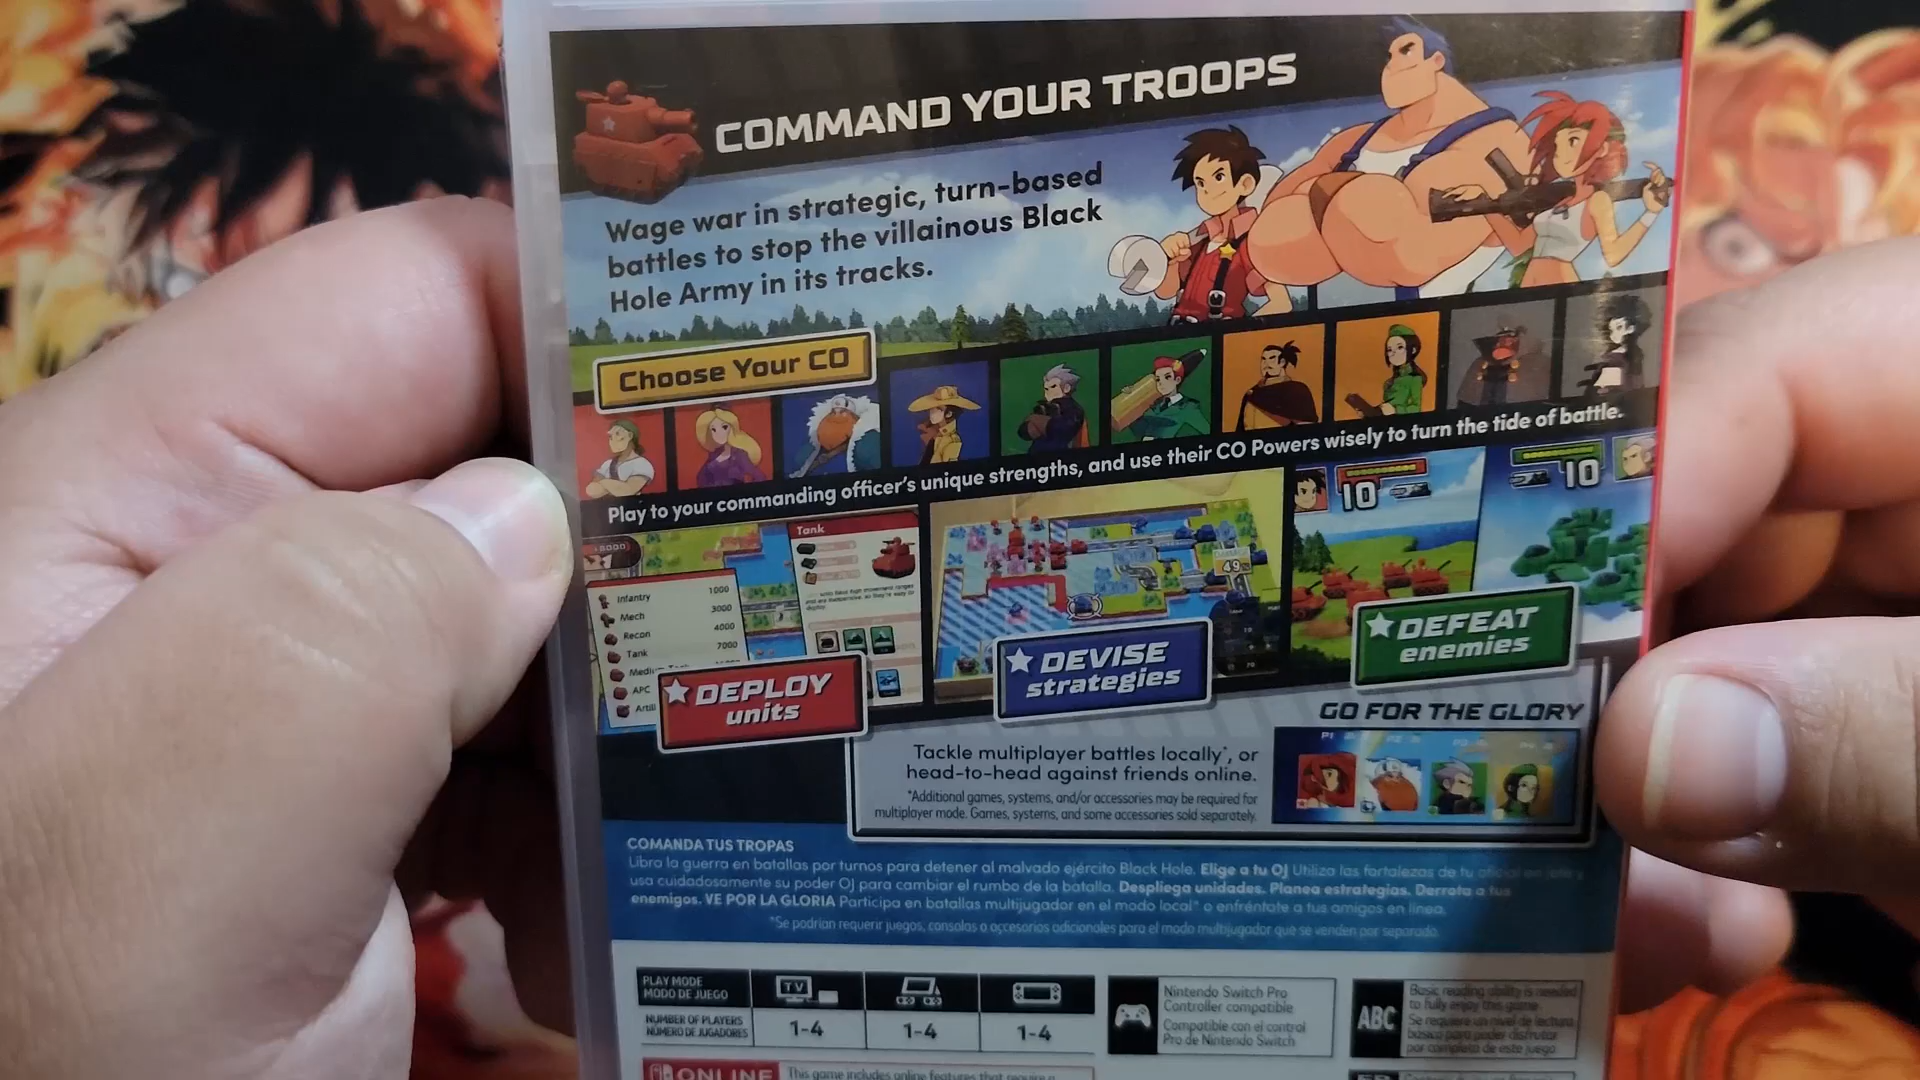 COMMAND YOUR TROOPS
Wage war in strategic, turn-based
battles to stop the villainous Black
Hole Army in its tracks.
Choose Your CO
Play to your commanding officer's unique strengths, and use their CO Powers wisely to turn the tide of battle.
Tank
Infantry 1000
Mech 3000
Recon 4000
Tank 7000
APC
49
10
10
★ DEPLOY
units
★ DEVISE
strategies
★ DEFEAT
enemies
GO FOR THE GLORY
Tackle multiplayer battles locally*, or
head-to-head against friends online.
*Additional games, systems, and/or accessories may be required for
multiplayer mode. Games, systems, and some accessories sold separately.
COMANDA TUS TROPAS
Libra la guerra en batallas por turnos para detener al malvado ejército Black Hole. Elige a tu OJ Utiliza las fortalezas de tu oficial en jefe y
usa cuidadosamente su poder OJ para cambiar el rumbo de la batalla. Despliega unidades. Planea estrategias. Derrota a tus
enemigos. VE POR LA GLORIA Participa en batallas multijugador en el modo local* o enfréntate a tus amigos en línea.
*Se podrían requerir juegos, consolas o accesorios adicionales para el modo multijugador que se venden por separado.
PLAY MODE
MODO DE JUEGO
TV
NUMBER OF PLAYERS
NÚMERO DE JUGADORES
1-4
1-4
1-4
Nintendo Switch Pro
Controller compatible
Compatible con el control
Pro de Nintendo Switch
ABC
Basic reading ability is needed
to fully enjoy this game
Se requiere un nivel de lectura
básico para poder disfrutar
por completo de este juego
ONLINE
This game includes online features that require a